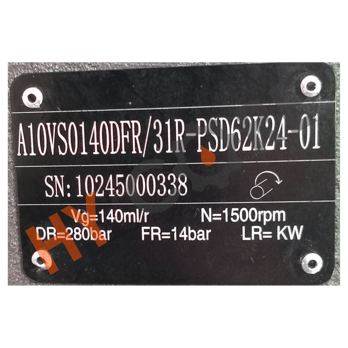 A10VSO140DFR/31R-PSD62K24-01
SN:10245000338
Vg=140ml/r N=1500rpm
DR=280bar FR=14bar LR= KW